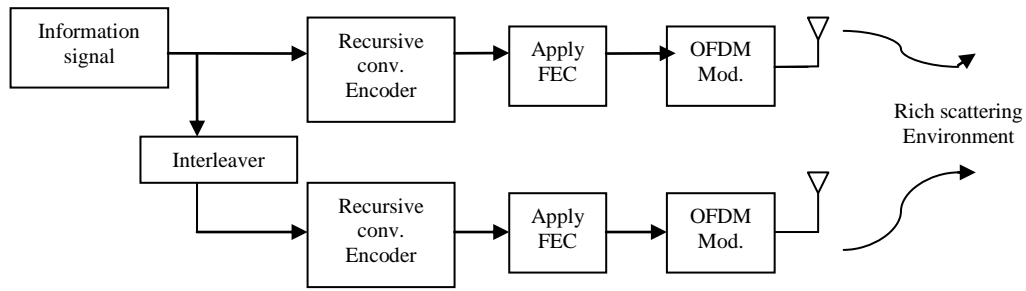 Information
signal
Recursive
conv.
Encoder
Apply
FEC
OFDM
Mod.
Rich scattering
Environment
Interleaver
Recursive
conv.
Encoder
Apply
FEC
OFDM
Mod.